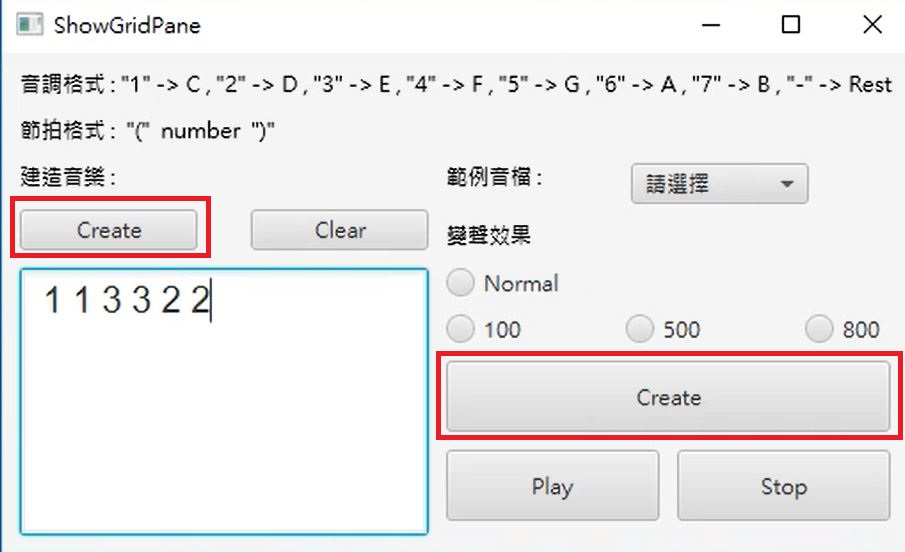 ShowGridPane
音調格式 : "1" -> C , "2" -> D , "3" -> E , "4" -> F , "5" -> G , "6" -> A , "7" -> B , "-" -> Rest
節拍格式 : "(" number ")"
建造音樂 :
Create
Clear
1 1 3 3 2 2
範例音檔 :
請選擇
變聲效果
Normal
100
500
800
Create
Play
Stop